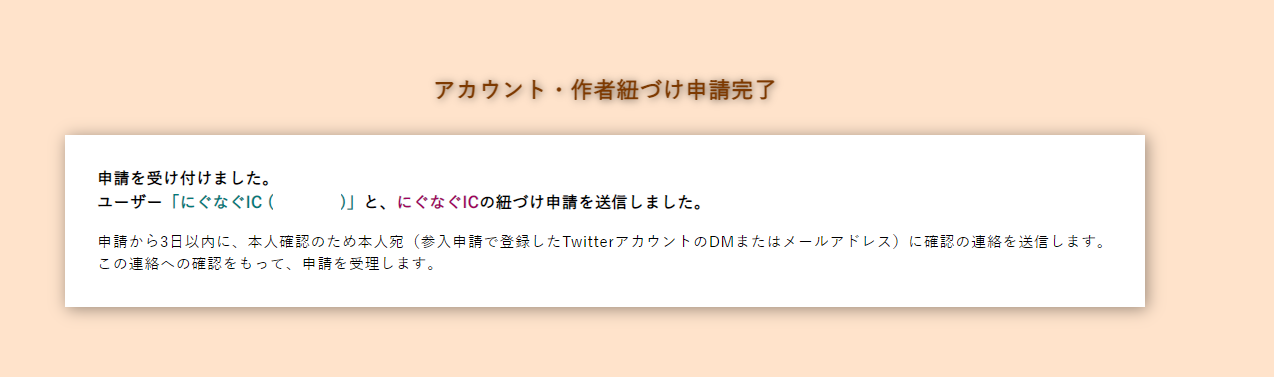 アカウント・作者紐づけ申請完了
申請を受け付けました。
ユーザー「にぐなぐIC ( )」と、にぐなぐICの紐づけ申請を送信しました。
申請から3日以内に、本人確認のため本人宛（参入申請で登録したTwitterアカウントのDMまたはメールアドレス）に確認の連絡を送信します。
この連絡への確認をもって、申請を受理します。